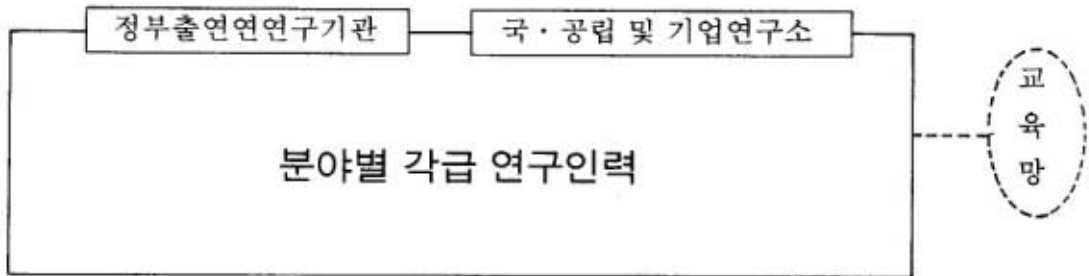 정부출연연연구기관
국·공립 및 기업연구소
분야별 각급 연구인력
교
육
망